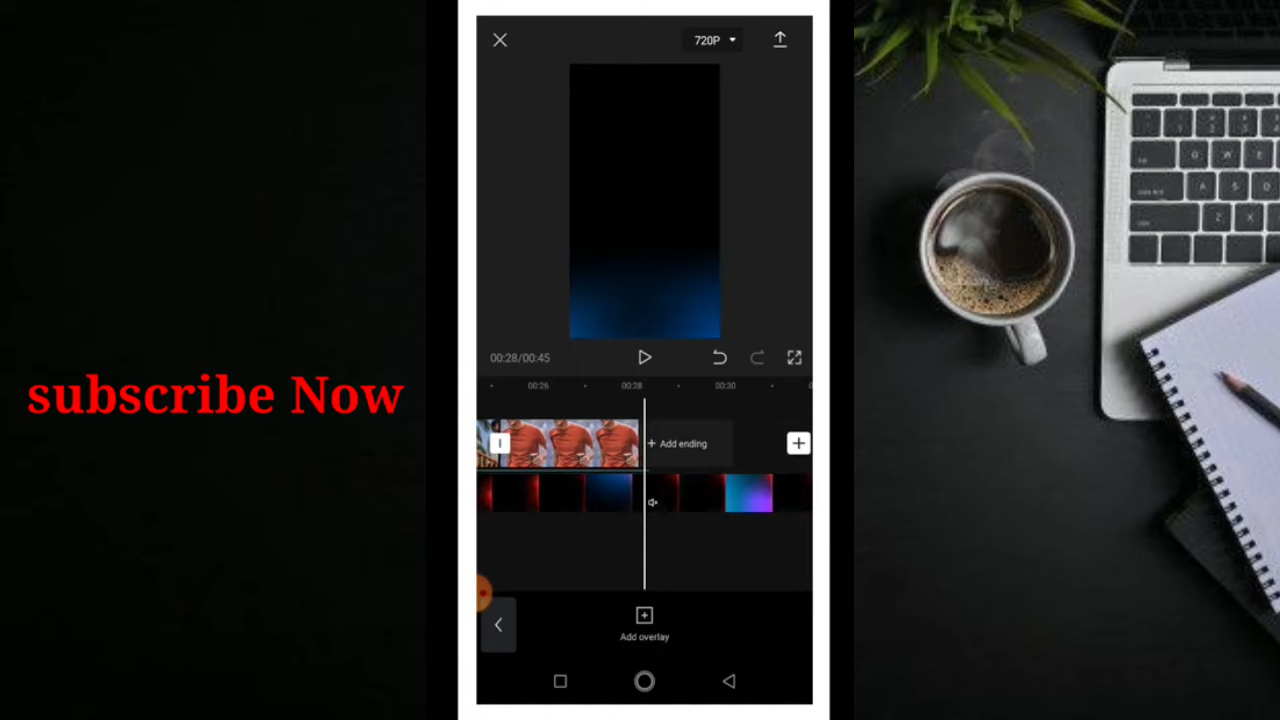 720P
subscribe Now
00:28/00:45
00:26
00:28
00:30
+ Add ending
Add overlay